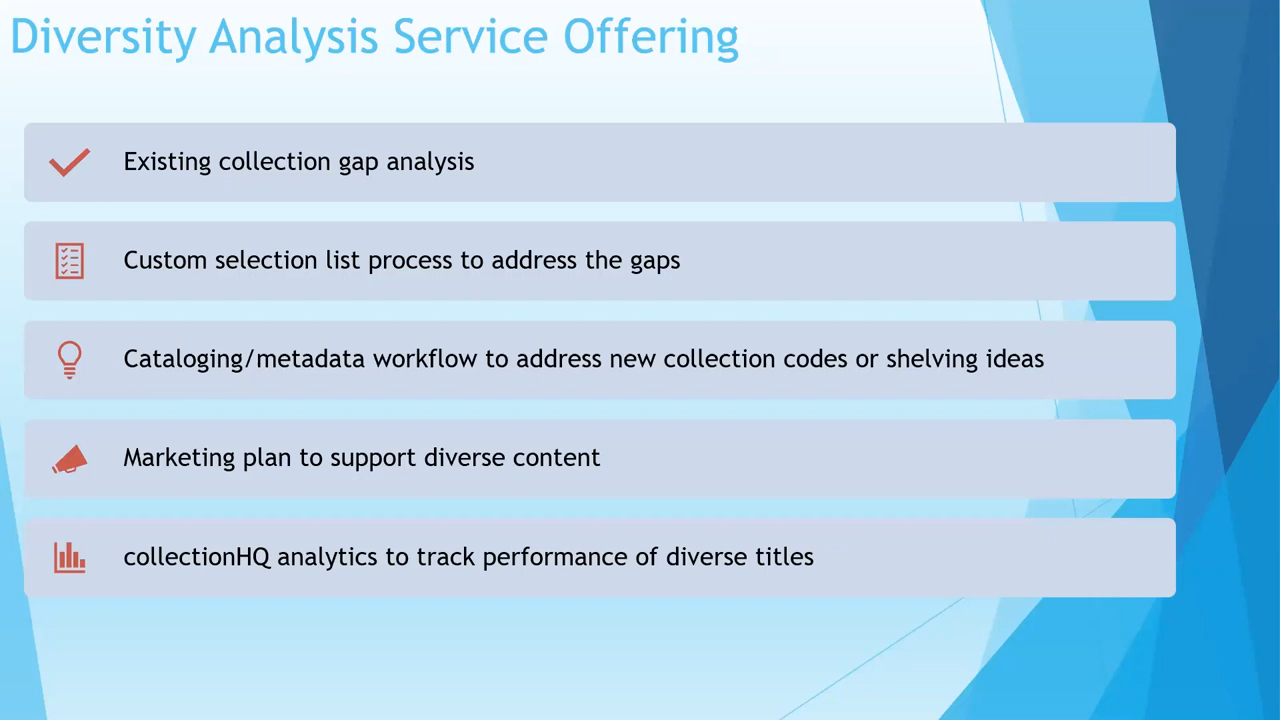 Diversity Analysis Service Offering
Existing collection gap analysis
Custom selection list process to address the gaps
Cataloging/metadata workflow to address new collection codes or shelving ideas
Marketing plan to support diverse content
collectionHQ analytics to track performance of diverse titles